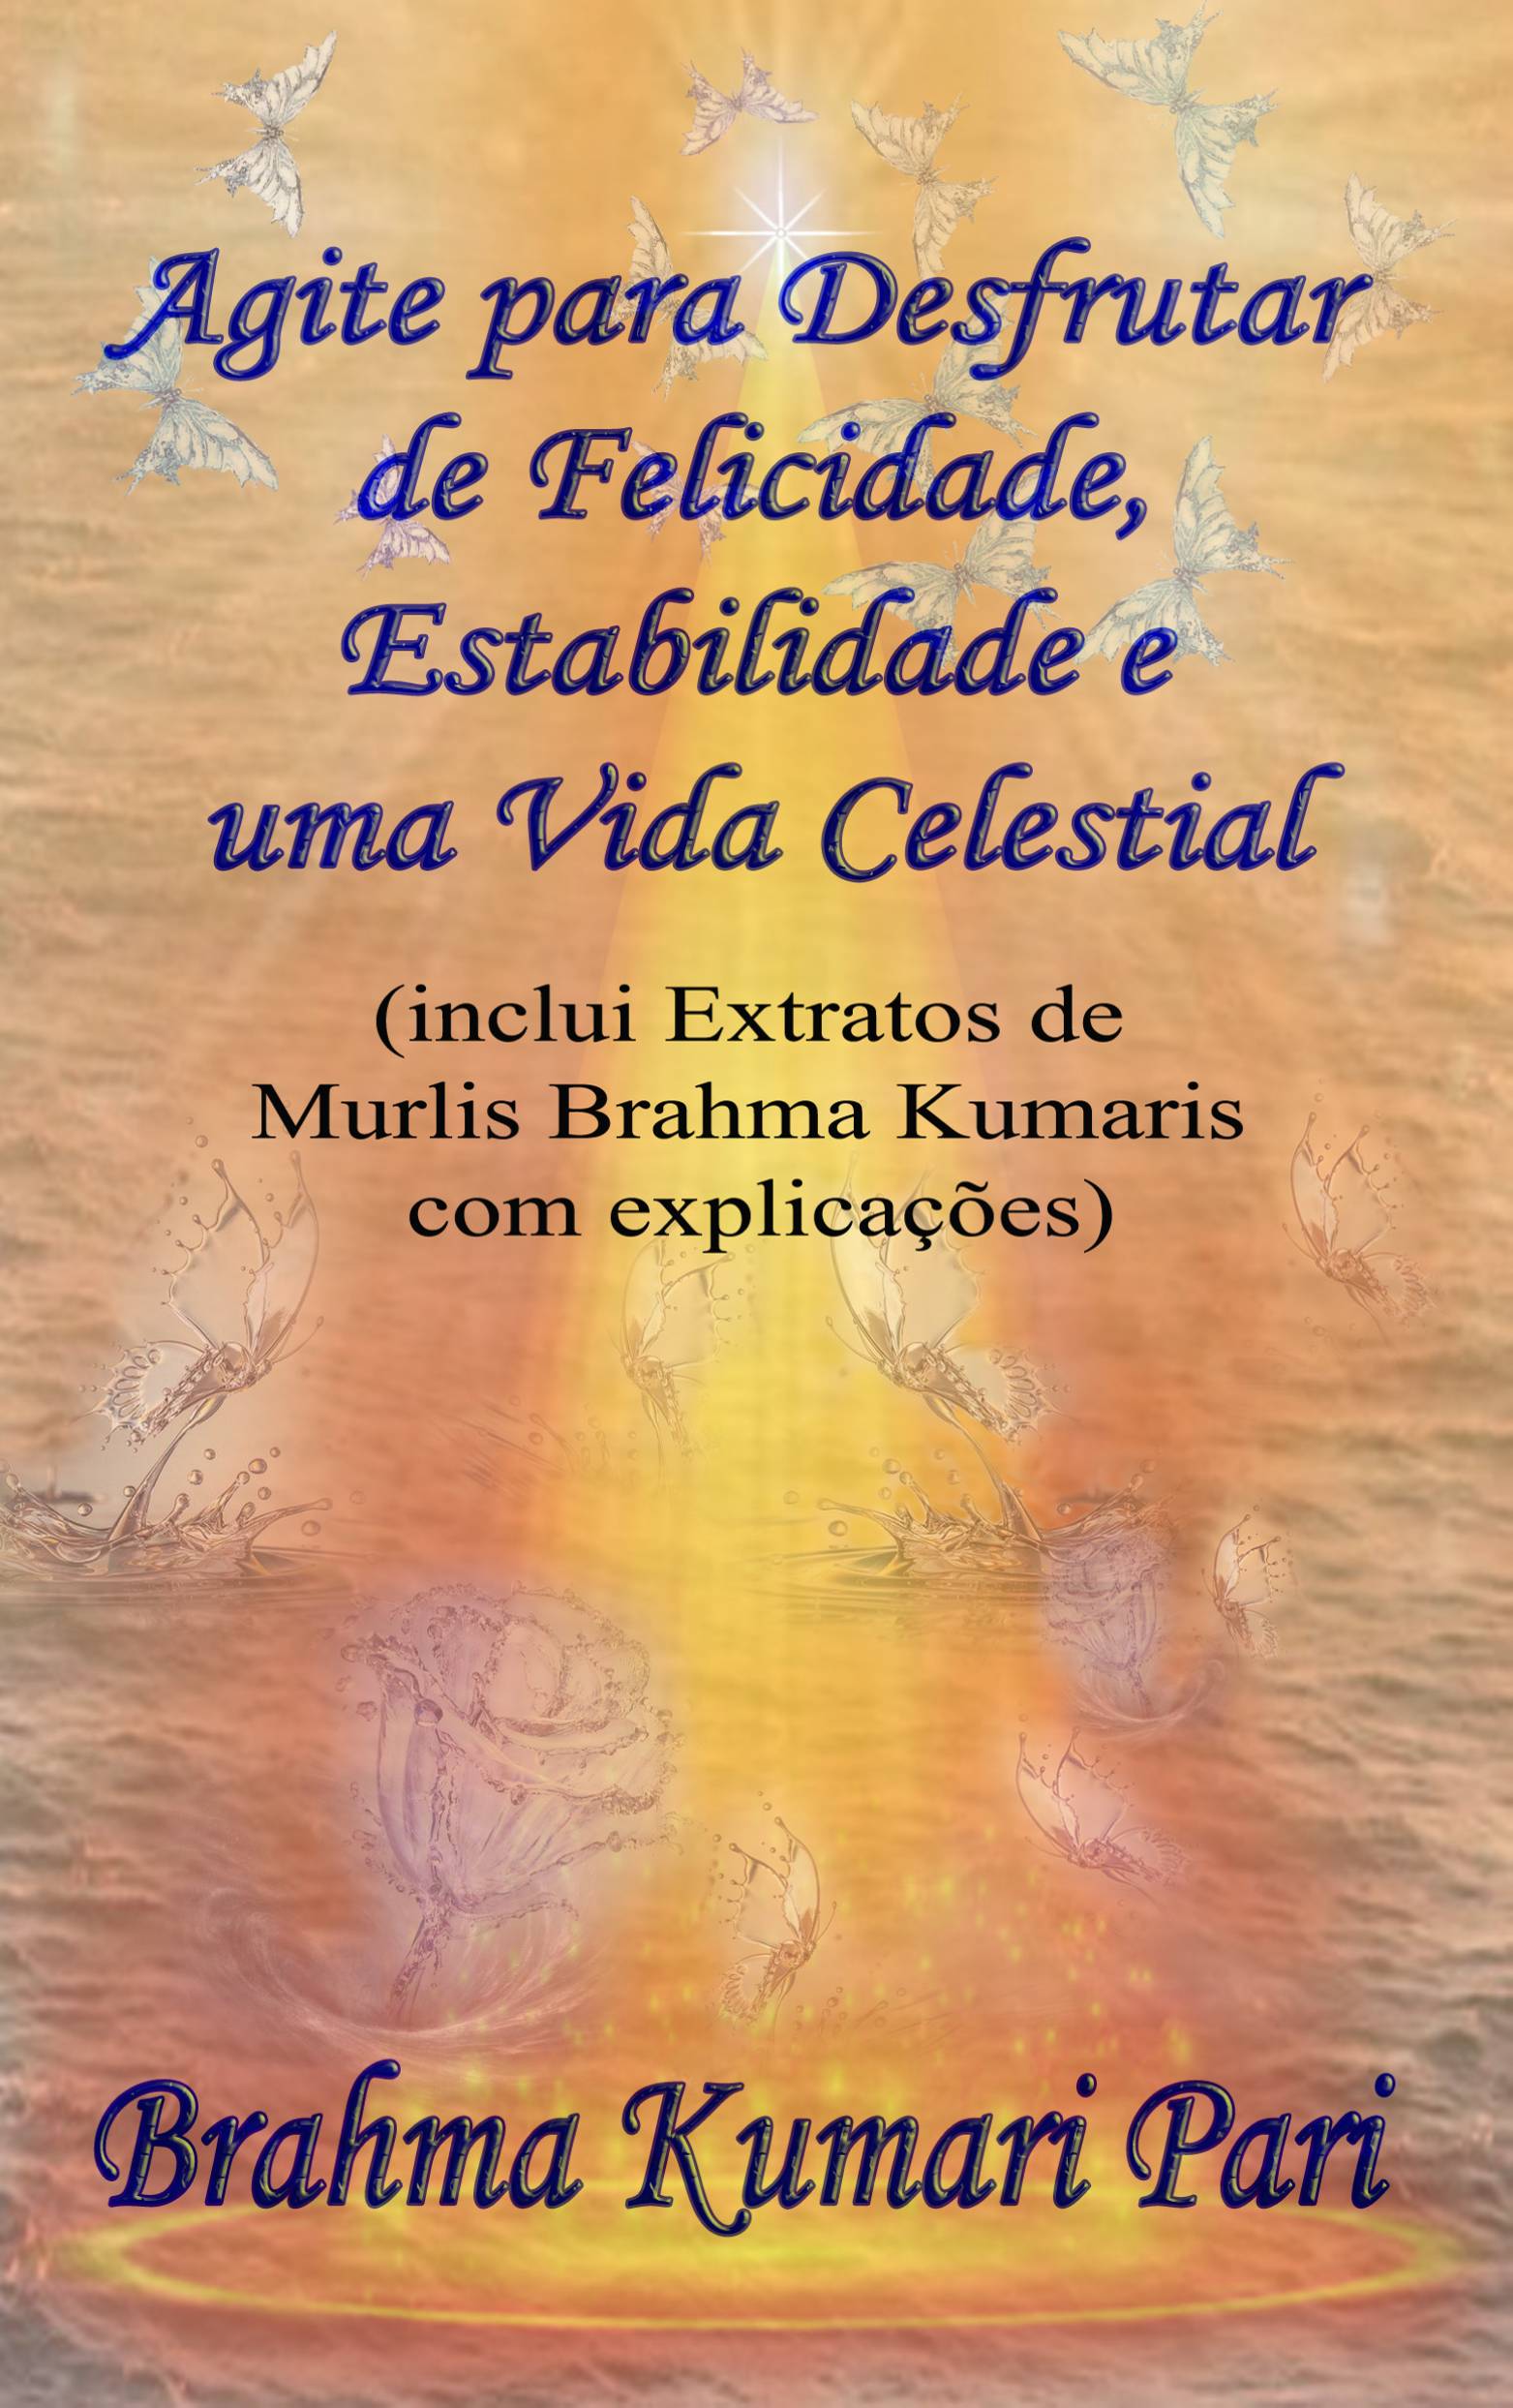 Agite para Desfrutar
de Felicidade,
Estabilidade e
uma Vida Celestial
(inclui Extratos de
Murlis Brahma Kumaris
com explicações)
Brahma Kumari Pari